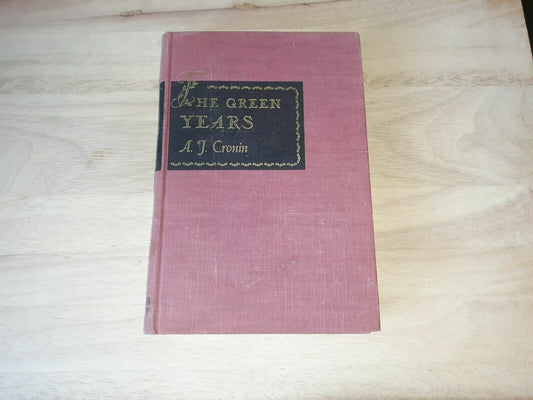 THE GREEN
YEARS
A. J. Cronin